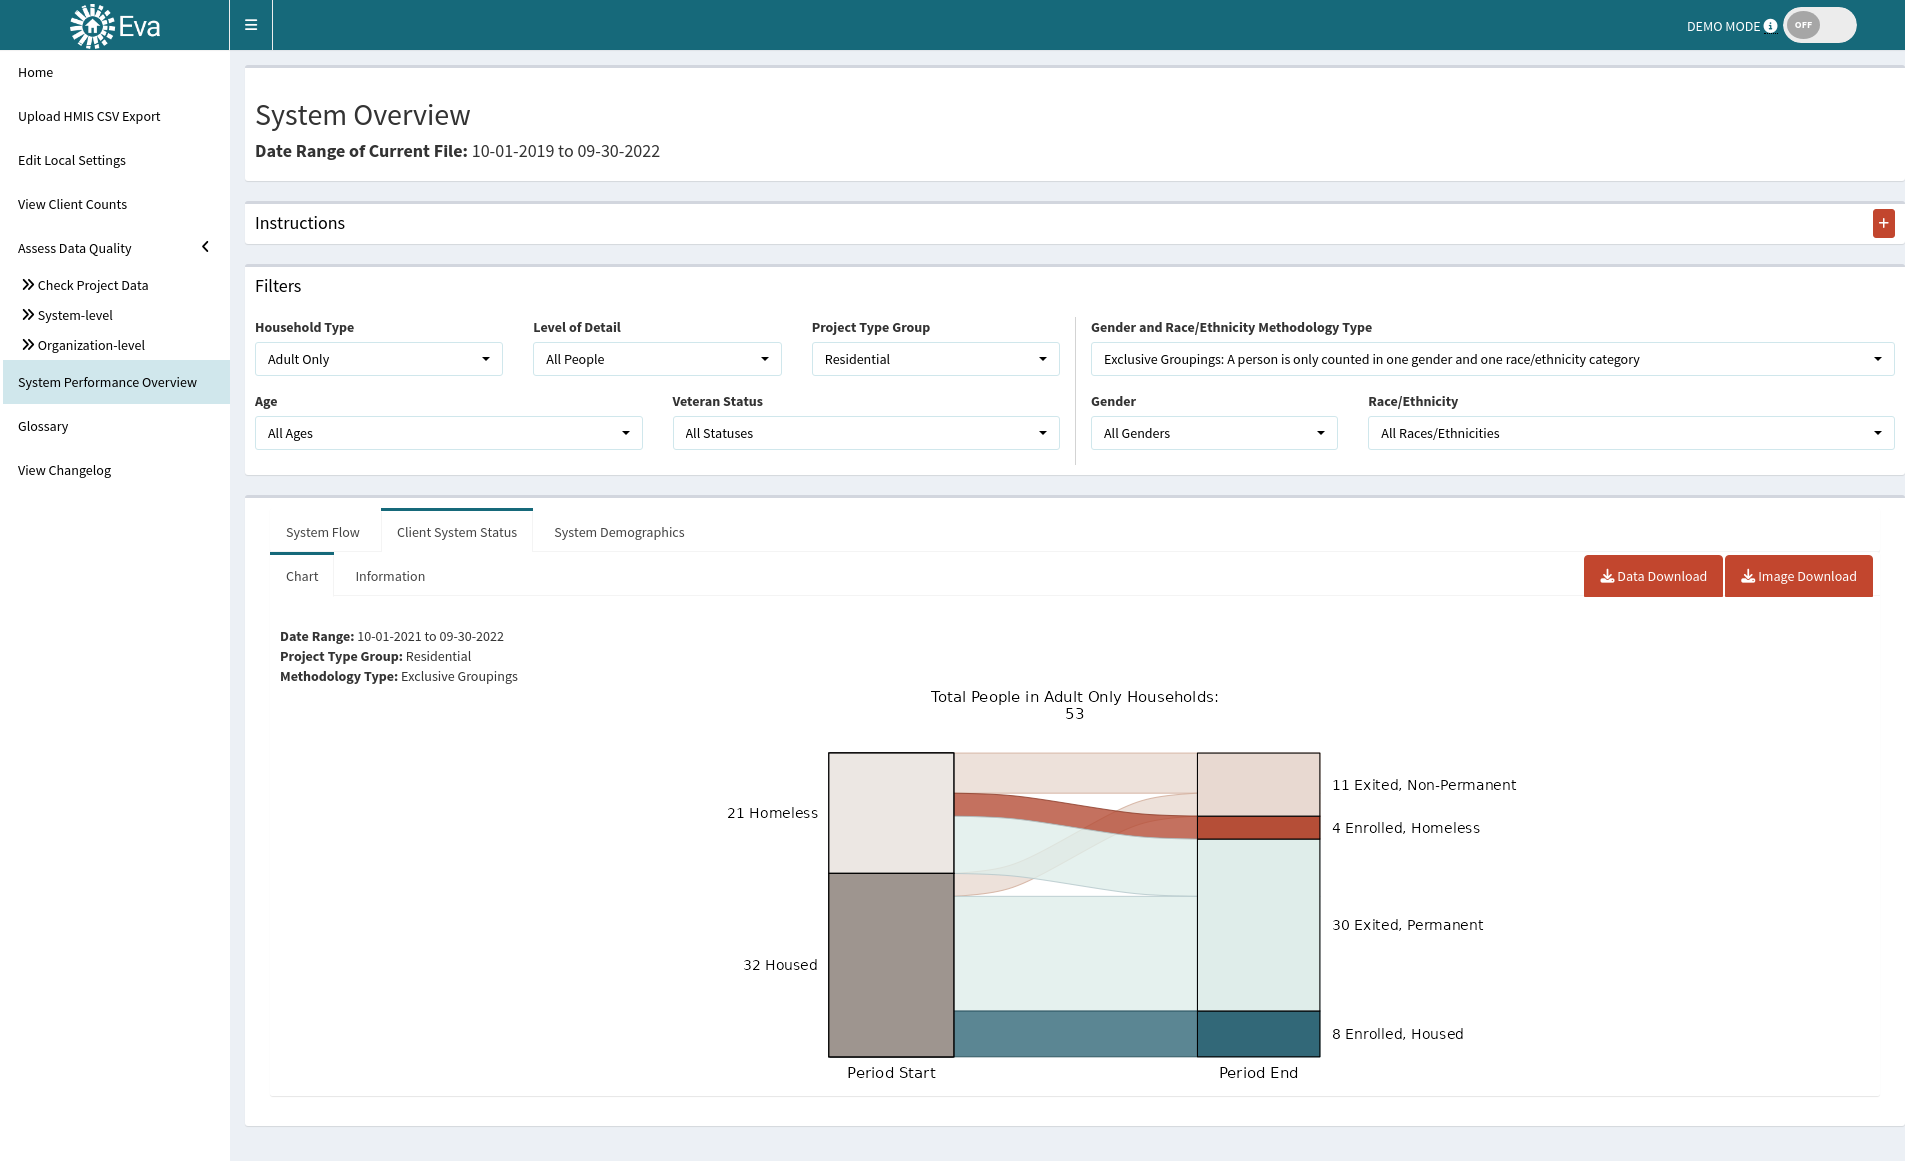 Eva
DEMO MODE
OFF
Home
Upload HMIS CSV Export
Edit Local Settings
View Client Counts
Assess Data Quality
Check Project Data
System-level
Organization-level
System Performance Overview
Glossary
View Changelog
System Overview
Date Range of Current File: 10-01-2019 to 09-30-2022
Instructions
+
Filters
Household Type
Level of Detail
Project Type Group
Gender and Race/Ethnicity Methodology Type
Adult Only
All People
Residential
Exclusive Groupings: A person is only counted in one gender and one race/ethnicity category
Age
Veteran Status
Gender
Race/Ethnicity
All Ages
All Statuses
All Genders
All Races/Ethnicities
System Flow
Client System Status
System Demographics
Chart
Information
Data Download
Image Download
Date Range: 10-01-2021 to 09-30-2022
Project Type Group: Residential
Methodology Type: Exclusive Groupings
Total People in Adult Only Households:
53
21 Homeless
32 Housed
11 Exited, Non-Permanent
4 Enrolled, Homeless
30 Exited, Permanent
8 Enrolled, Housed
Period Start
Period End